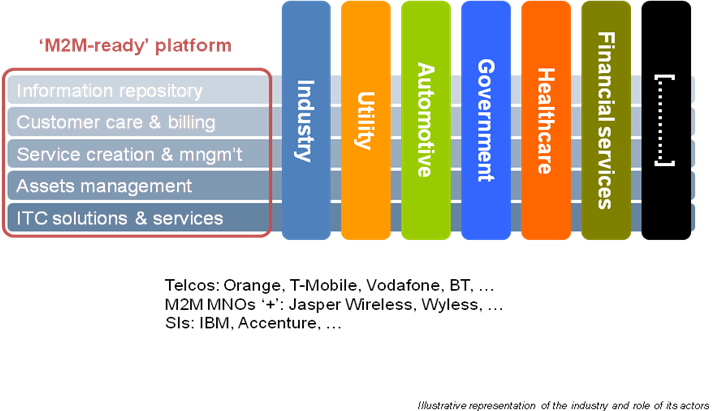 ‘M2M-ready’ platform
Information repository
Customer care & billing
Service creation & mngm’t
Assets management
ITC solutions & services
Industry
Utility
Automotive
Government
Healthcare
Financial services
[…………]
Telcos: Orange, T-Mobile, Vodafone, BT, …
M2M MNOs ‘+’: Jasper Wireless, Wyless, …
SIs: IBM, Accenture, …
Illustrative representation of the industry and role of its actors